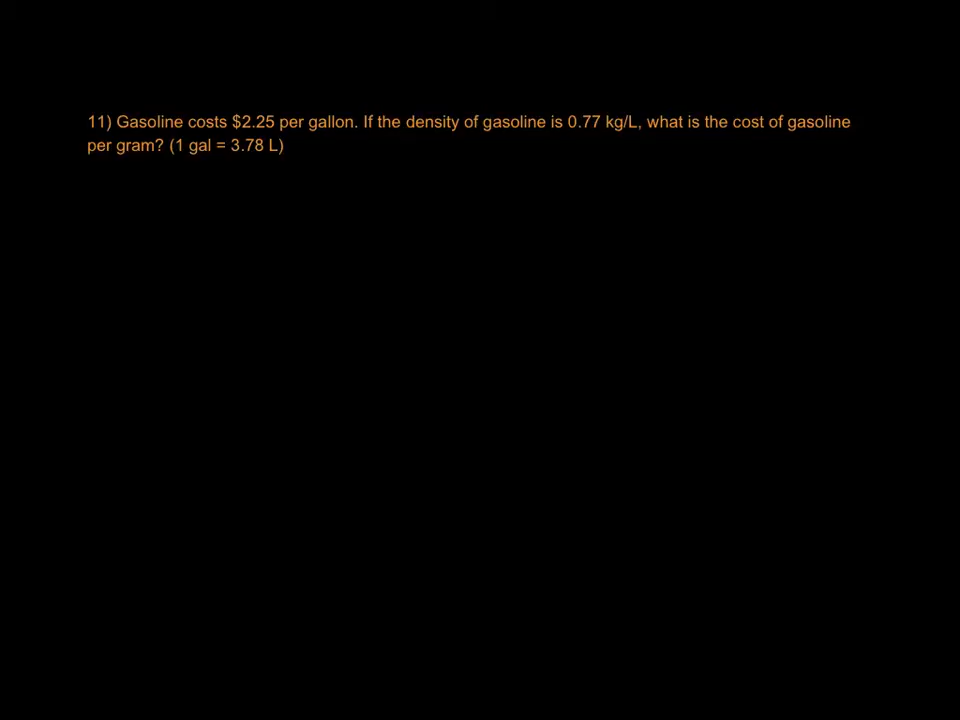 11) Gasoline costs $2.25 per gallon. If the density of gasoline is 0.77 kg/L, what is the cost of gasoline
per gram? (1 gal = 3.78 L)